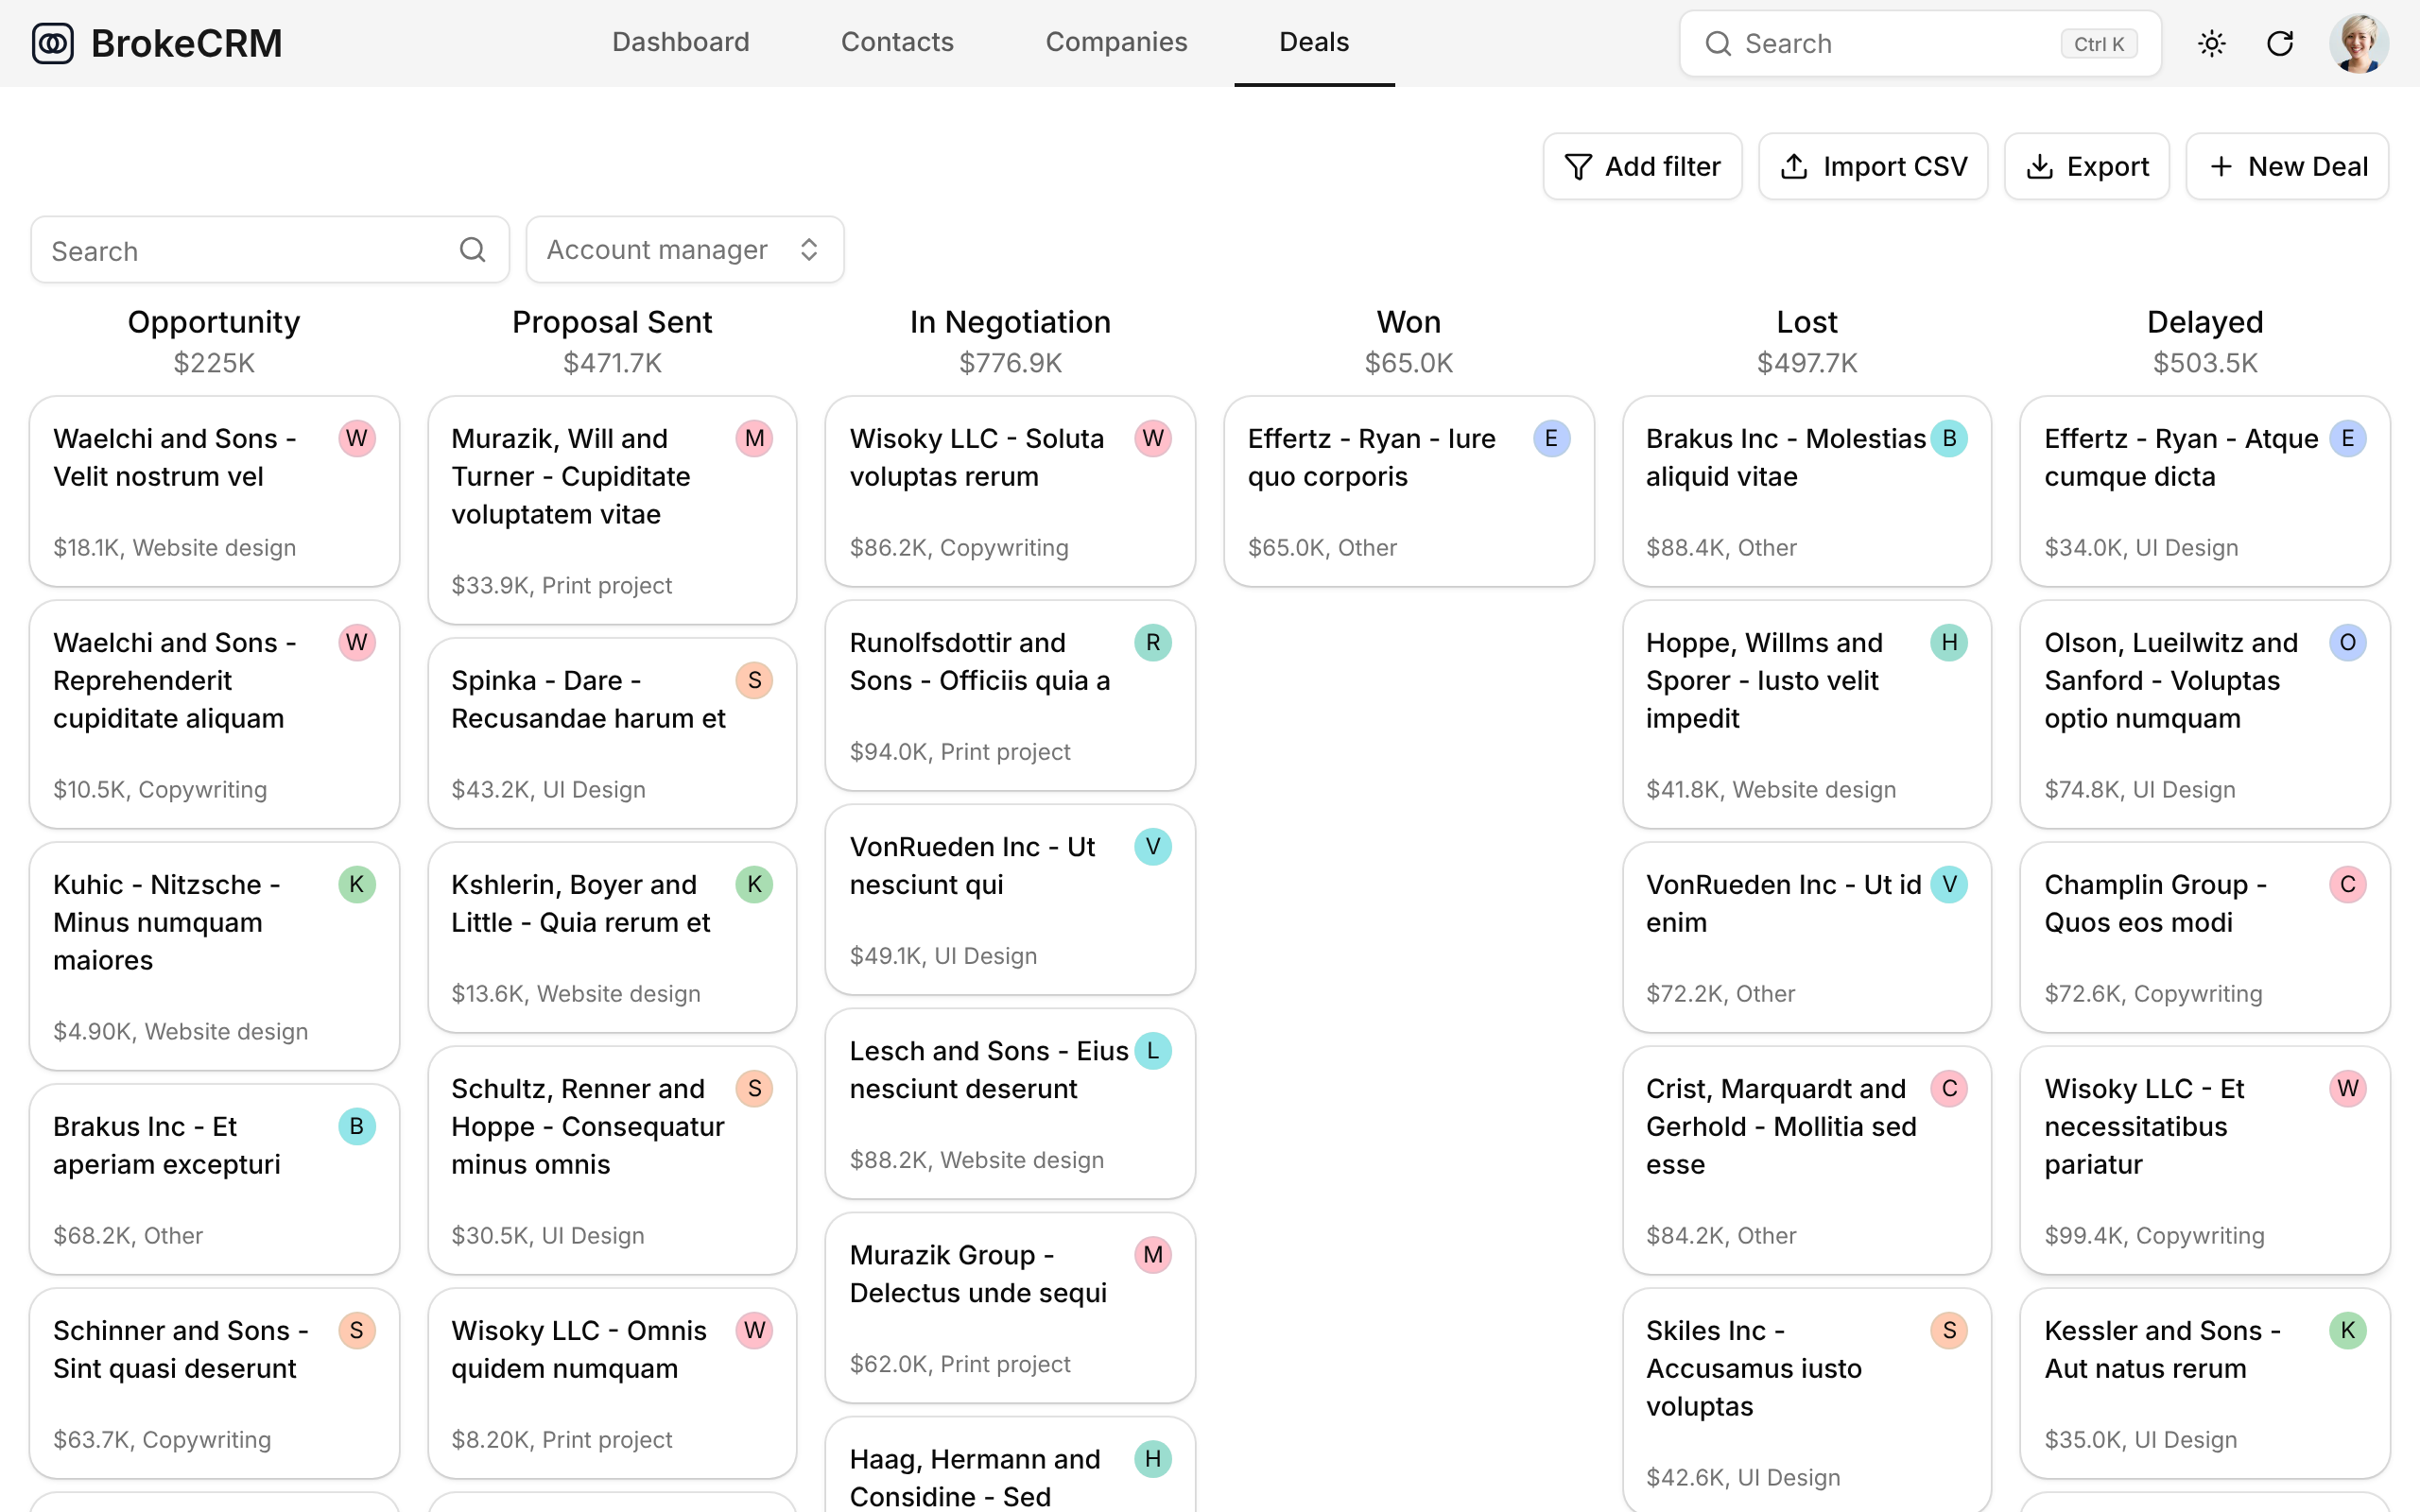 BrokeCRM
Dashboard
Contacts
Companies
Deals
Search
Ctrl K
Add filter
Import CSV
Export
New Deal
Search
Account manager
Opportunity
$225K
Waelchi and Sons -
Velit nostrum vel
W
$18.1K, Website design
Waelchi and Sons -
Reprehenderit
cupiditate aliquam
W
$10.5K, Copywriting
Kuhic - Nitzsche -
Minus numquam
maiores
K
$4.90K, Website design
Brakus Inc - Et
aperiam excepturi
B
$68.2K, Other
Schinner and Sons -
Sint quasi deserunt
S
$63.7K, Copywriting
Proposal Sent
$471.7K
Murazik, Will and
Turner - Cupiditate
voluptatem vitae
M
$33.9K, Print project
Spinka - Dare -
Recusandae harum et
S
$43.2K, UI Design
Kshlerin, Boyer and
Little - Quia rerum et
K
$13.6K, Website design
Schultz, Renner and
Hoppe - Consequatur
minus omnis
S
$30.5K, UI Design
Wisoky LLC - Omnis
quidem numquam
W
$8.20K, Print project
In Negotiation
$776.9K
Wisoky LLC - Soluta
voluptas rerum
W
$86.2K, Copywriting
Runolfsdottir and
Sons - Officiis quia a
R
$94.0K, Print project
VonRueden Inc - Ut
nesciunt qui
V
$49.1K, UI Design
Lesch and Sons - Eius
nesciunt deserunt
L
$88.2K, Website design
Murazik Group -
Delectus unde sequi
M
$62.0K, Print project
Haag, Hermann and
Considine - Sed
H
Won
$65.0K
Effertz - Ryan - Iure
quo corporis
E
$65.0K, Other
Lost
$497.7K
Brakus Inc - Molestias
aliquid vitae
B
$88.4K, Other
Hoppe, Willms and
Sporer - Iusto velit
impedit
H
$41.8K, Website design
VonRueden Inc - Ut id
enim
V
$72.2K, Other
Crist, Marquardt and
Gerhold - Mollitia sed
esse
C
$84.2K, Other
Skiles Inc -
Accusamus iusto
voluptas
S
$42.6K, UI Design
Delayed
$503.5K
Effertz - Ryan - Atque
cumque dicta
E
$34.0K, UI Design
Olson, Lueilwitz and
Sanford - Voluptas
optio numquam
O
$74.8K, UI Design
Champlin Group -
Quos eos modi
C
$72.6K, Copywriting
Wisoky LLC - Et
necessitatibus
pariatur
W
$99.4K, Copywriting
Kessler and Sons -
Aut natus rerum
K
$35.0K, UI Design